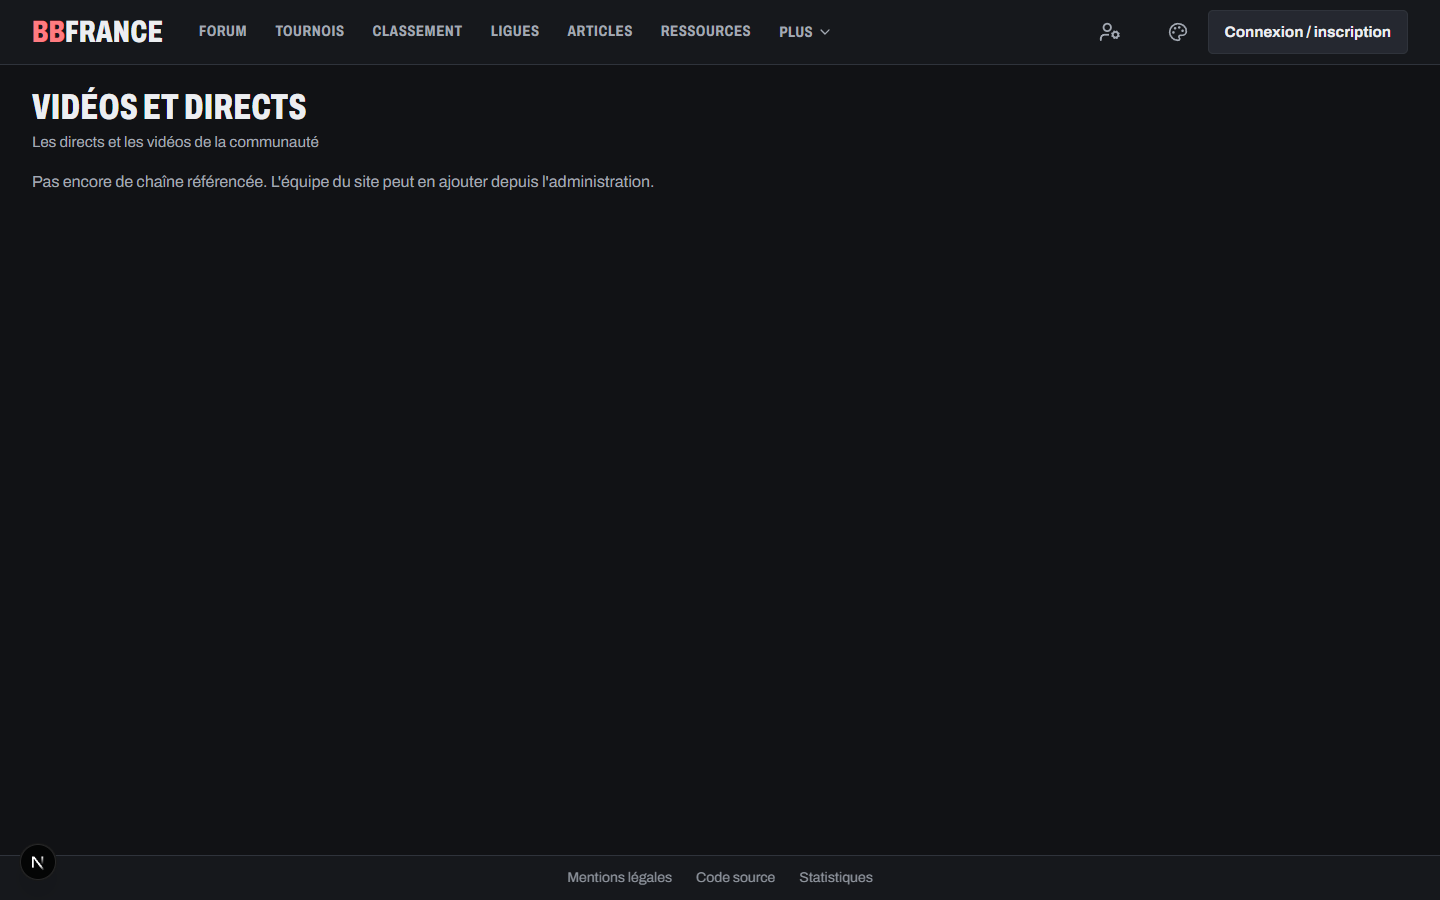 BBFRANCE FORUM TOURNOIS CLASSEMENT LIGUES ARTICLES RESSOURCES PLUS Connexion / inscription
VIDÉOS ET DIRECTS
Les directs et les vidéos de la communauté
Pas encore de chaîne référencée. L'équipe du site peut en ajouter depuis l'administration.
N
Mentions légales Code source Statistiques